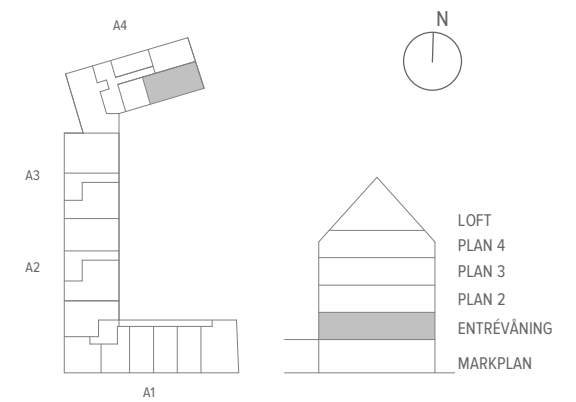 A4
N
A3
A2
A1
LOFT
PLAN 4
PLAN 3
PLAN 2
ENTRÉVÅNING
MARKPLAN